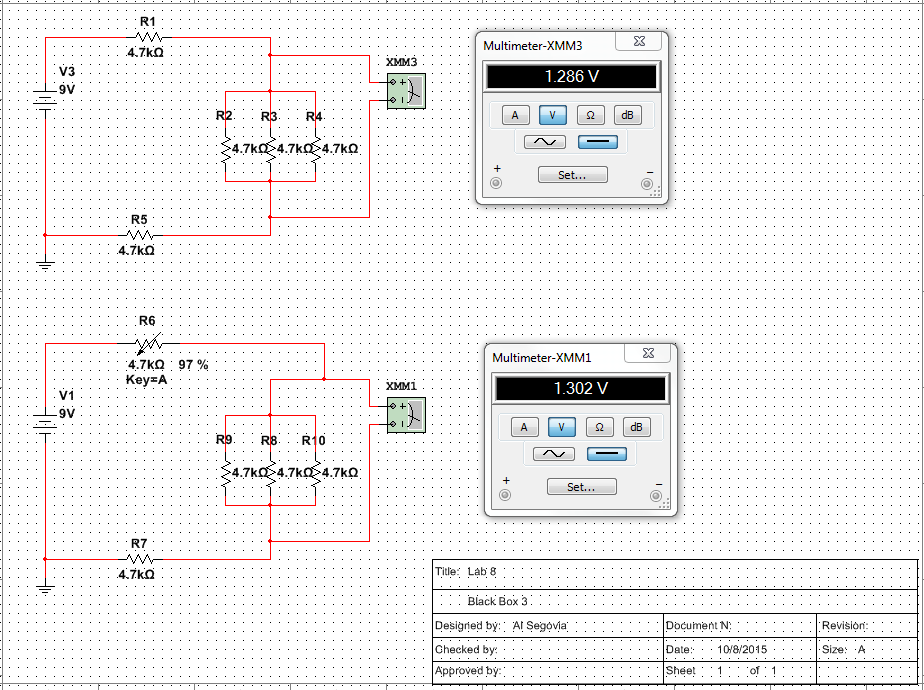 R1
4.7kΩ
V3
9V
XMM3
R2 R3 R4
4.7kΩ 4.7kΩ 4.7kΩ
R5
4.7kΩ
Multimeter-XMM3
1.286 V
A V Ω dB
Set...
+ −
R6
4.7kΩ 97 %
Key=A
V1
9V
XMM1
R9 R8 R10
4.7kΩ 4.7kΩ 4.7kΩ
R7
4.7kΩ
Multimeter-XMM1
1.302 V
A V Ω dB
Set...
+ −
Title: Lab 8
Black Box 3
Designed by: Al Segovia Document N: Revision:
Checked by: Date: 10/8/2015 Size: A
Approved by: Sheet 1 of 1